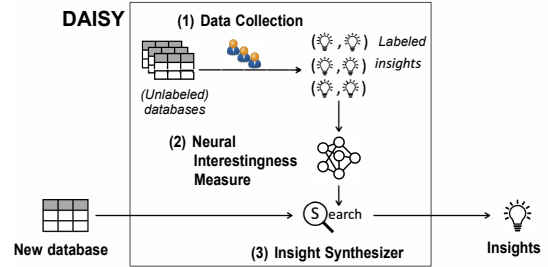 DAISY
(1) Data Collection
(Unlabeled)
databases
( , )
( , )
( , )
Labeled
insights
(2) Neural
Interestingness
Measure
Search
New database
(3) Insight Synthesizer
Insights